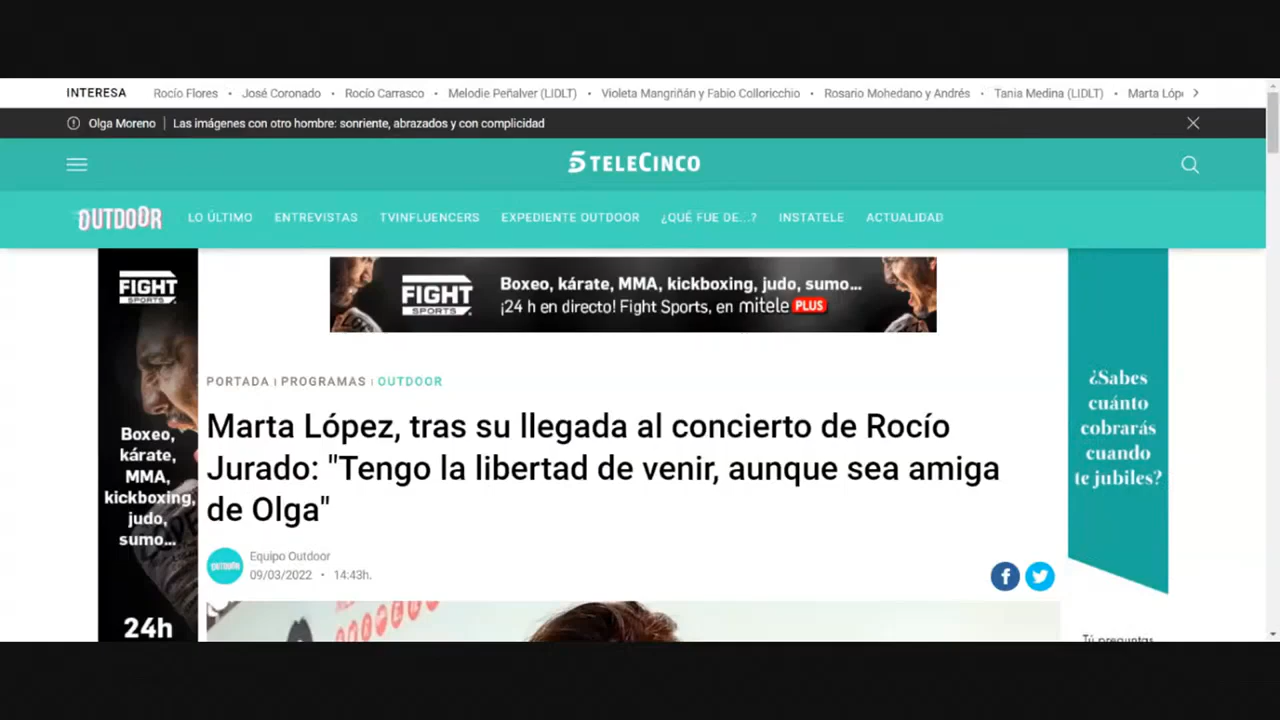 INTERESA Rocío Flores • José Coronado • Rocío Carrasco • Melodie Peñalver (LIDLT) • Violeta Mangriñán y Fabio Colloricchio • Rosario Mohedano y Andrés • Tania Medina (LIDLT) • Marta Lópe
Olga Moreno | Las imágenes con otro hombre: sonriente, abrazados y con complicidad
TELECINCO
OUTDOOR LO ÚLTIMO ENTREVISTAS TVINFLUENCERS EXPEDIENTE OUTDOOR ¿QUÉ FUE DE...? INSTATELE ACTUALIDAD
FIGHT
SPORTS
Boxeo,
kárate,
MMA,
kickboxing,
judo,
sumo...
24h
FIGHT
SPORTS
Boxeo, kárate, MMA, kickboxing, judo, sumo...
¡24 h en directo! Fight Sports, en mitele PLUS
PORTADA | PROGRAMAS | OUTDOOR
Marta López, tras su llegada al concierto de Rocío
Jurado: "Tengo la libertad de venir, aunque sea amiga
de Olga"
OUTDOOR
Equipo Outdoor
09/03/2022 • 14:43h.
¿Sabes
cuánto
cobrarás
cuando
te jubiles?
Tú preguntas